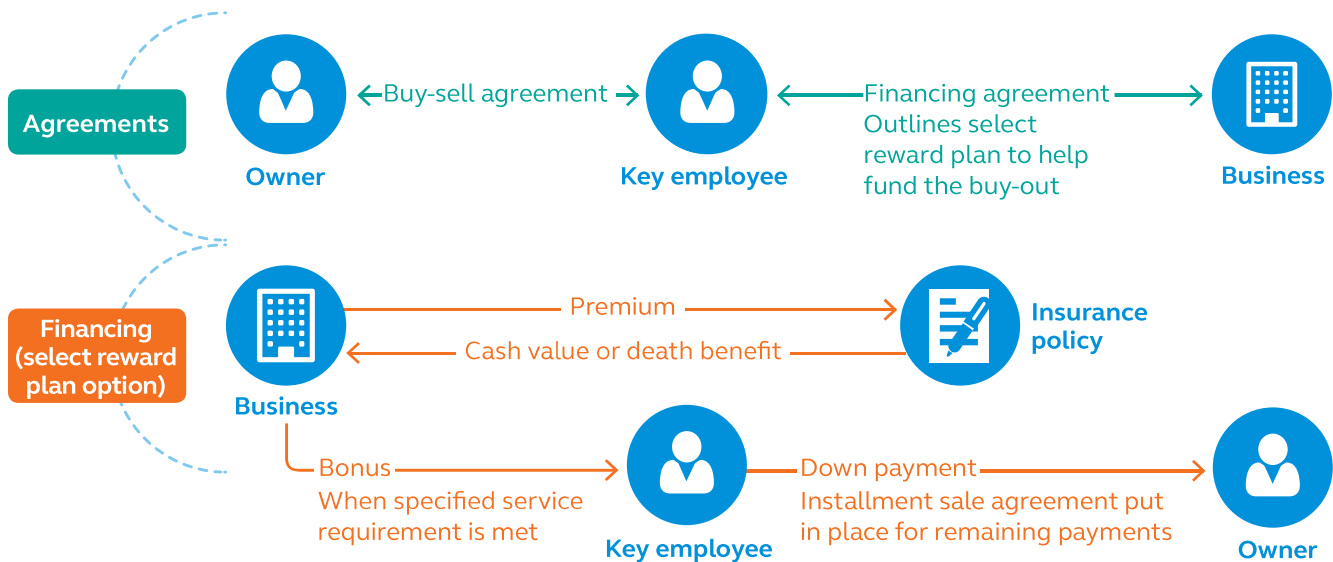 Agreements
Owner
Buy-sell agreement
Key employee
Financing agreement
Outlines select
reward plan to help
fund the buy-out
Business
Financing
(select reward
plan option)
Business
Premium
Cash value or death benefit
Insurance
policy
Bonus
When specified service
requirement is met
Key employee
Down payment
Installment sale agreement put
in place for remaining payments
Owner